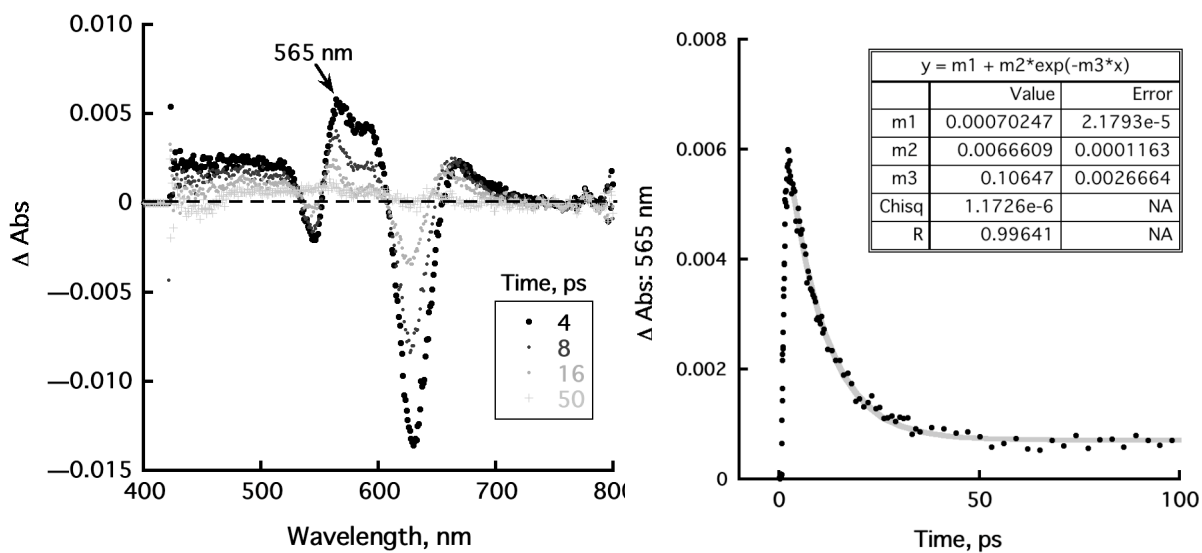 0.010
0.005
0
—0.005
—0.010
—0.015
Δ Abs
565 nm
Time, ps
4
8
16
50
400 500 600 700 800
Wavelength, nm
0.008
0.006
0.004
0.002
0
Δ Abs: 565 nm
y = m1 + m2*exp(-m3*x)
Value Error
m1 0.00070247 2.1793e-5
m2 0.0066609 0.0001163
m3 0.10647 0.0026664
Chisq 1.1726e-6 NA
R 0.99641 NA
0 50 100
Time, ps